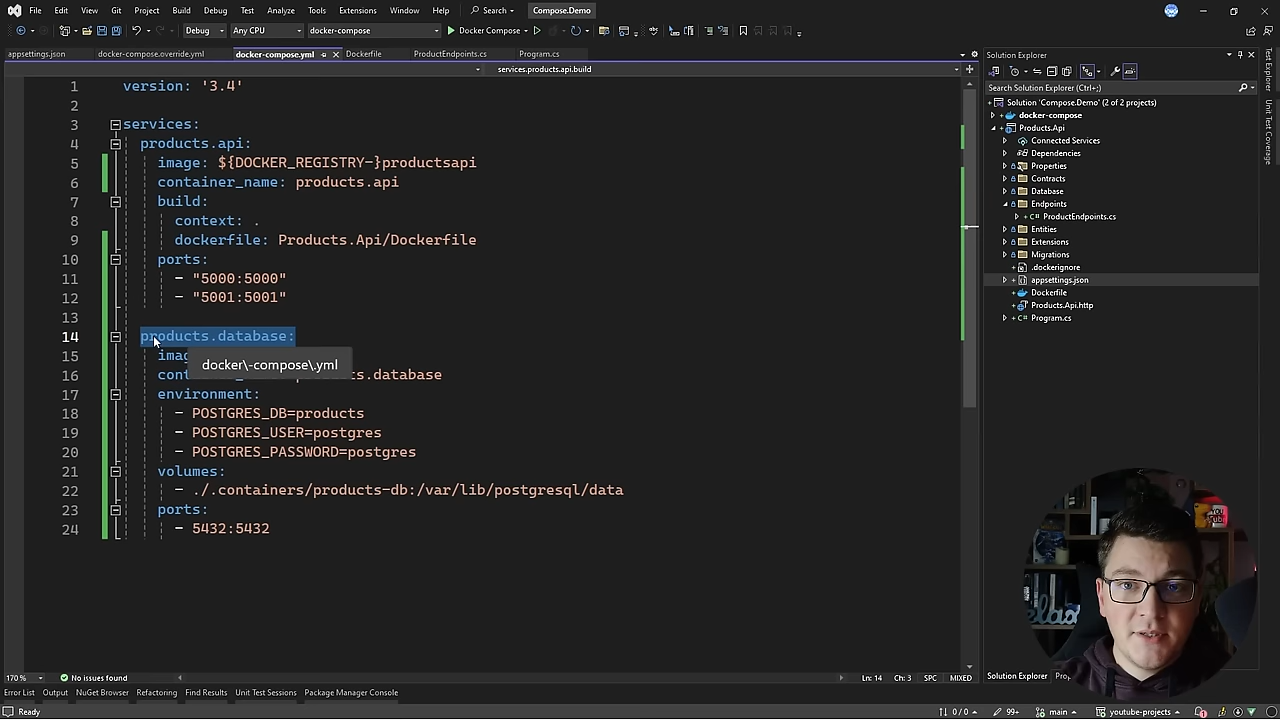 File Edit View Git Project Build Debug Test Analyze Tools Extensions Window Help Search Compose.Demo
Debug Any CPU docker-compose Docker Compose
appsettings.json docker-compose.override.yml docker-compose.yml Dockerfile ProductEndpoints.cs Program.cs
services.products.api.build
1 version: '3.4'
2
3 services:
4 products.api:
5 image: ${DOCKER_REGISTRY-}productsapi
6 container_name: products.api
7 build:
8 context: .
9 dockerfile: Products.Api/Dockerfile
10 ports:
11 - "5000:5000"
12 - "5001:5001"
13
14 products.database:
15 imag
docker\-compose\.yml
16 cont s.database
17 environment:
18 - POSTGRES_DB=products
19 - POSTGRES_USER=postgres
20 - POSTGRES_PASSWORD=postgres
21 volumes:
22 - ./.containers/products-db:/var/lib/postgresql/data
23 ports:
24 - 5432:5432
Solution Explorer
Search Solution Explorer (Ctrl+;)
Solution 'Compose.Demo' (2 of 2 projects)
docker-compose
Products.Api
Connected Services
Dependencies
Properties
Contracts
Database
Endpoints
ProductEndpoints.cs
Entities
Extensions
Migrations
.dockerignore
appsettings.json
Dockerfile
Products.Api.http
Program.cs
Test Explorer
Unit Test Coverage
170 % No issues found Ln: 14 Ch: 3 SPC MIXED
Solution Explorer
Error List Output NuGet Browser Refactoring Find Results Unit Test Sessions Package Manager Console
Ready 0 / 0 99+ main youtube-projects